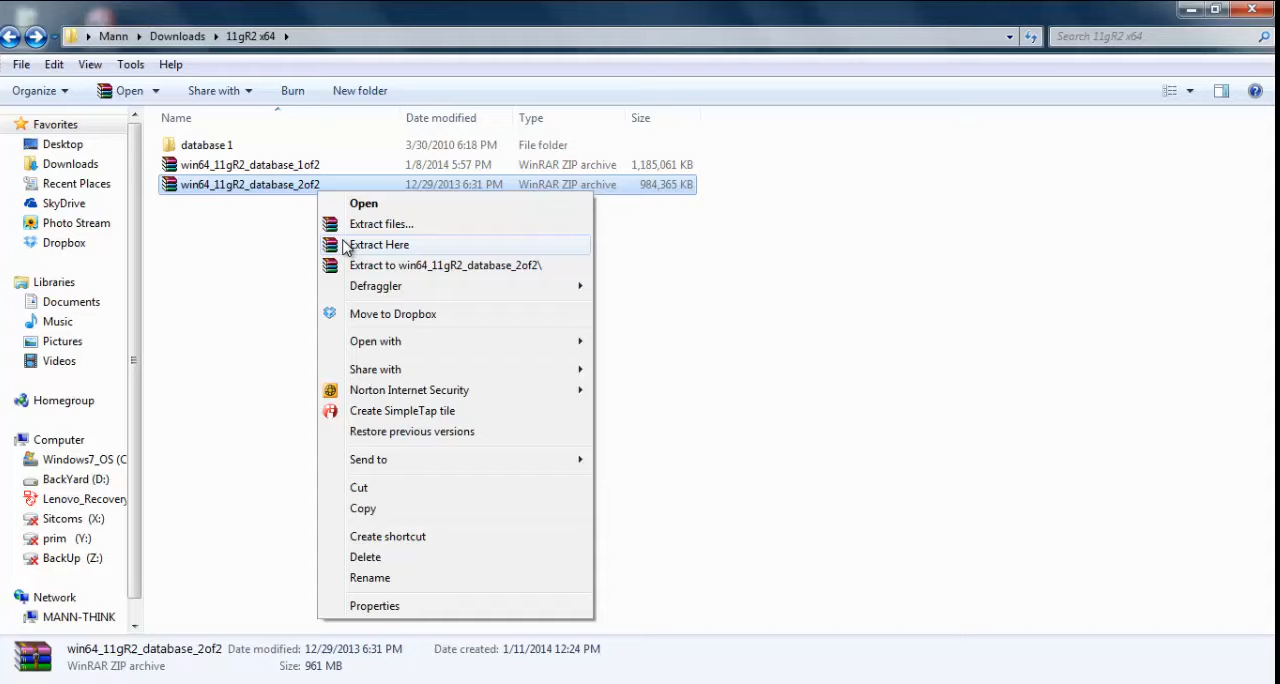 Mann Downloads 11gR2 x64 Search 11gR2 x64
File Edit View Tools Help
Organize Open Share with Burn New folder
Name Date modified Type Size
database 1 3/30/2010 6:18 PM File folder
win64_11gR2_database_1of2 1/8/2014 5:57 PM WinRAR ZIP archive 1,185,061 KB
win64_11gR2_database_2of2 12/29/2013 6:31 PM WinRAR ZIP archive 984,365 KB
Favorites
Desktop
Downloads
Recent Places
SkyDrive
Photo Stream
Dropbox
Libraries
Documents
Music
Pictures
Videos
Homegroup
Computer
Windows7_OS (C
BackYard (D:)
Lenovo_Recovery
Sitcoms (X:)
prim (Y:)
BackUp (Z:)
Network
MANN-THINK
Open
Extract files...
Extract Here
Extract to win64_11gR2_database_2of2\
Defraggler
Move to Dropbox
Open with
Share with
Norton Internet Security
Create SimpleTap tile
Restore previous versions
Send to
Cut
Copy
Create shortcut
Delete
Rename
Properties
win64_11gR2_database_2of2 Date modified: 12/29/2013 6:31 PM Date created: 1/11/2014 12:24 PM
WinRAR ZIP archive Size: 961 MB